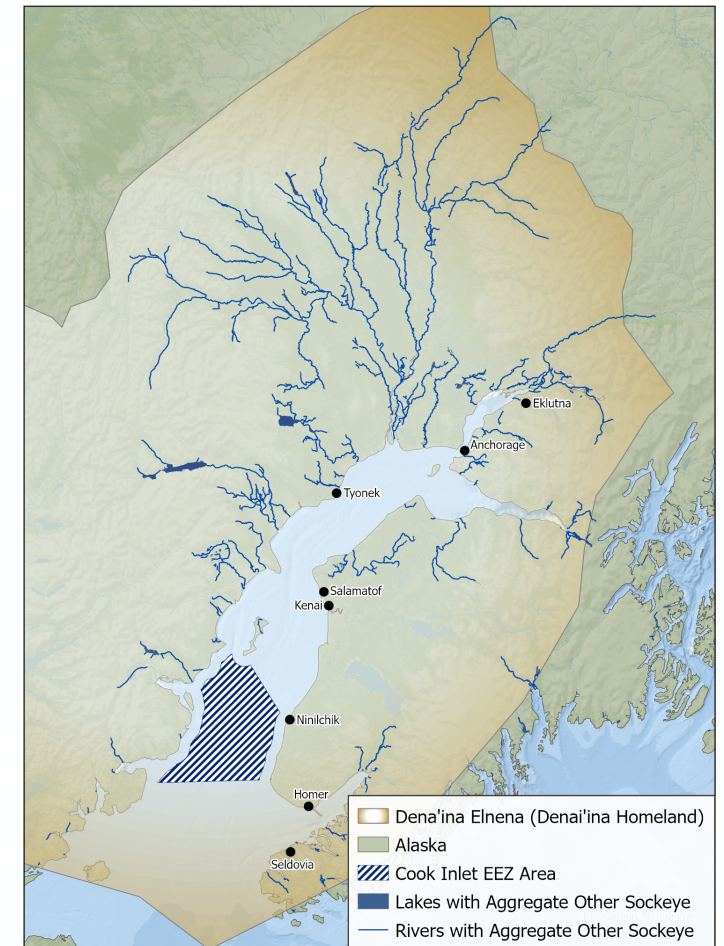 Eklutna
Anchorage
Tyonek
Salamatof
Kenai
Ninilchik
Homer
Seldovia
Dena'ina Elnena (Denai'ina Homeland)
Alaska
Cook Inlet EEZ Area
Lakes with Aggregate Other Sockeye
Rivers with Aggregate Other Sockeye